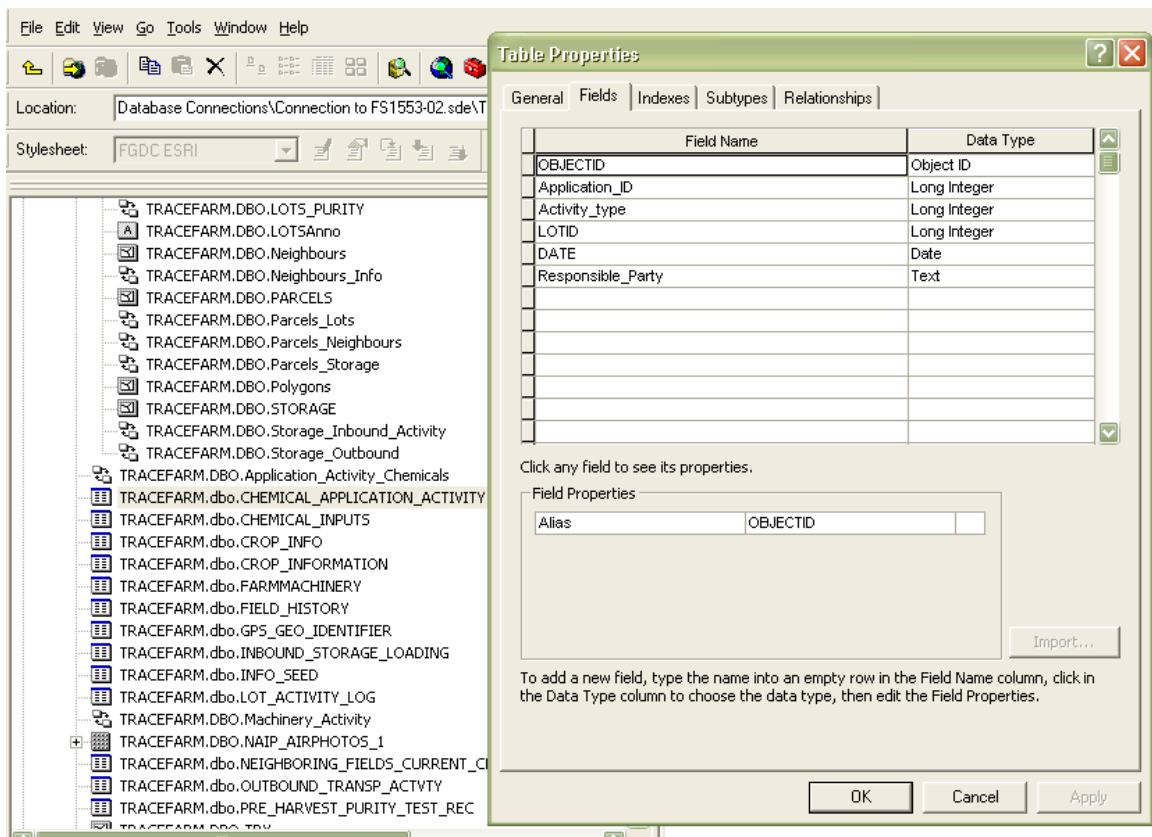 File Edit View Go Tools Window Help
Location: Database Connections\Connection to FS1553-02.sde\T
Stylesheet: FGDC ESRI
TRACEFARM.DBO.LOTS_PURITY
A TRACEFARM.DBO.LOTSAnno
TRACEFARM.DBO.Neighbours
TRACEFARM.DBO.Neighbours_Info
TRACEFARM.DBO.PARCELS
TRACEFARM.DBO.Parcels_Lots
TRACEFARM.DBO.Parcels_Neighbours
TRACEFARM.DBO.Parcels_Storage
TRACEFARM.DBO.Polygons
TRACEFARM.DBO.STORAGE
TRACEFARM.DBO.Storage_Inbound_Activity
TRACEFARM.DBO.Storage_Outbound
TRACEFARM.DBO.Application_Activity_Chemicals
TRACEFARM.dbo.CHEMICAL_APPLICATION_ACTIVITY
TRACEFARM.dbo.CHEMICAL_INPUTS
TRACEFARM.dbo.CROP_INFO
TRACEFARM.dbo.CROP_INFORMATION
TRACEFARM.dbo.FARMMACHINERY
TRACEFARM.dbo.FIELD_HISTORY
TRACEFARM.dbo.GPS_GEO_IDENTIFIER
TRACEFARM.dbo.INBOUND_STORAGE_LOADING
TRACEFARM.dbo.INFO_SEED
TRACEFARM.dbo.LOT_ACTIVITY_LOG
TRACEFARM.DBO.Machinery_Activity
TRACEFARM.DBO.NAIP_AIRPHOTOS_1
TRACEFARM.dbo.NEIGHBORING_FIELDS_CURRENT_C
TRACEFARM.dbo.OUTBOUND_TRANSP_ACTVTY
TRACEFARM.dbo.PRE_HARVEST_PURITY_TEST_REC
Table Properties
General Fields Indexes Subtypes Relationships
Field Name Data Type
OBJECTID Object ID
Application_ID Long Integer
Activity_type Long Integer
LOTID Long Integer
DATE Date
Responsible_Party Text
Click any field to see its properties.
Field Properties
Alias OBJECTID
Import...
To add a new field, type the name into an empty row in the Field Name column, click in
the Data Type column to choose the data type, then edit the Field Properties.
OK Cancel Apply